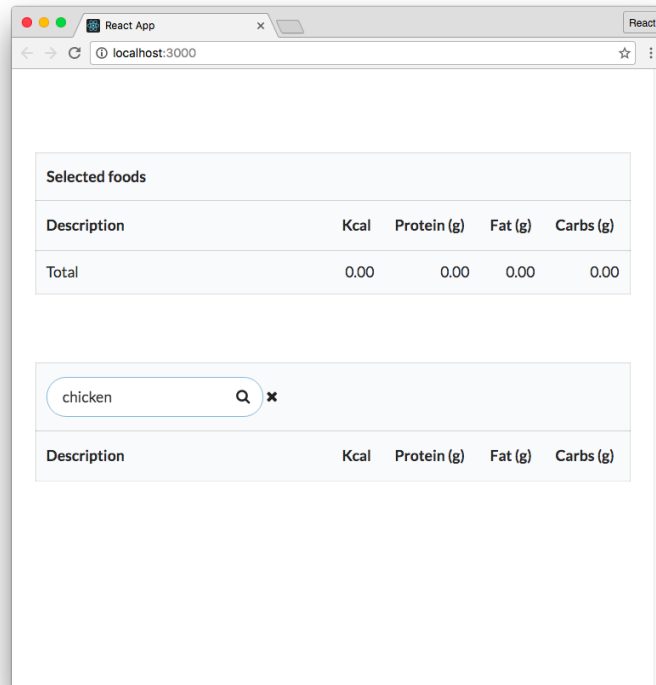 React App
React
localhost:3000
Selected foods
Description Kcal Protein (g) Fat (g) Carbs (g)
Total 0.00 0.00 0.00 0.00
chicken
Description Kcal Protein (g) Fat (g) Carbs (g)